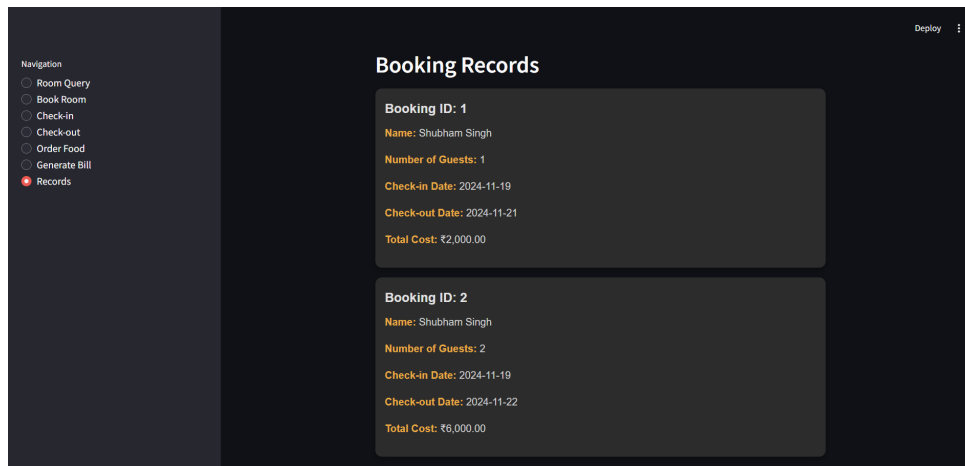 Deploy
Navigation
Room Query
Book Room
Check-in
Check-out
Order Food
Generate Bill
Records
Booking Records
Booking ID: 1
Name: Shubham Singh
Number of Guests: 1
Check-in Date: 2024-11-19
Check-out Date: 2024-11-21
Total Cost: ₹2,000.00
Booking ID: 2
Name: Shubham Singh
Number of Guests: 2
Check-in Date: 2024-11-19
Check-out Date: 2024-11-22
Total Cost: ₹6,000.00